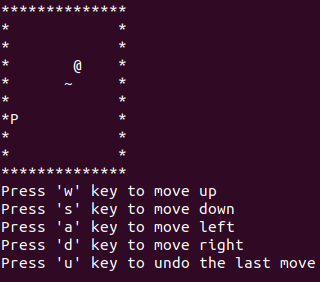 **************
*            *
*            *
*       @    *
*      ~     *
*            *
*P           *
*            *
*            *
**************
Press 'w' key to move up
Press 's' key to move down
Press 'a' key to move left
Press 'd' key to move right
Press 'u' key to undo the last move